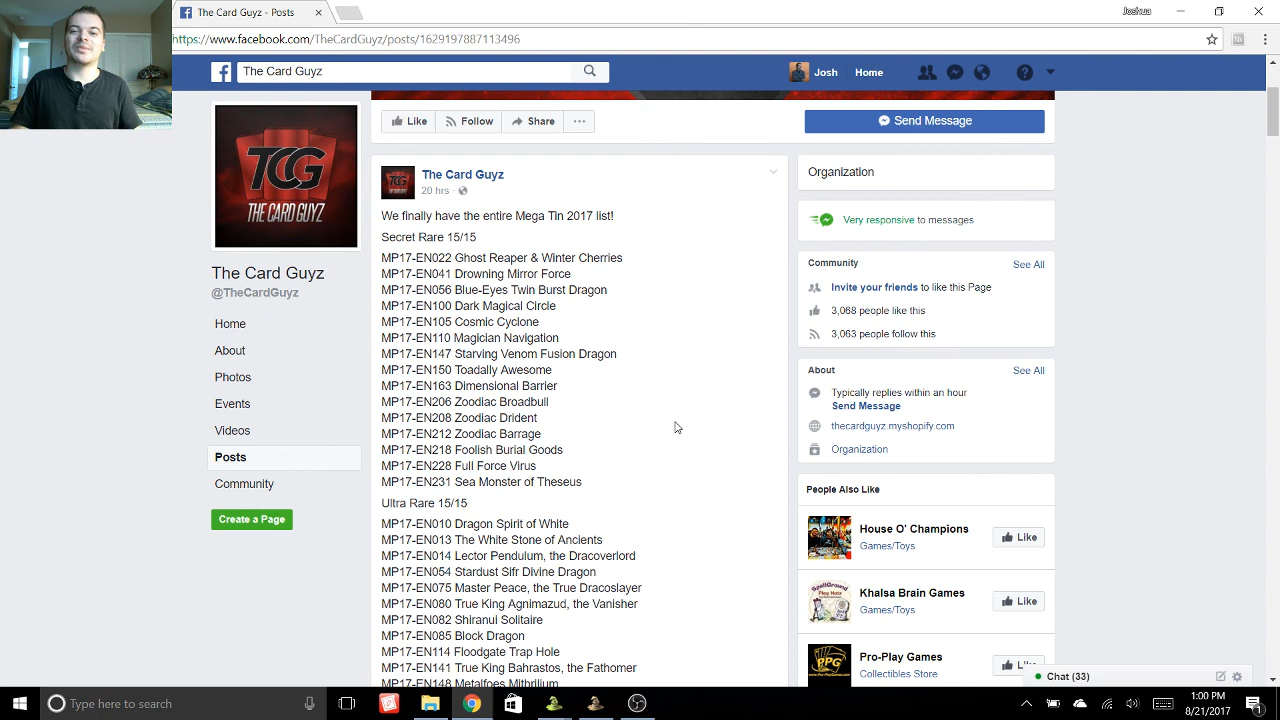 The Card Guyz - Posts
Joshua
https://www.facebook.com/TheCardGuyz/posts/1629197887113496
The Card Guyz
Josh
Home
Like
Follow
Share
Send Message
TCG
THE CARD GUYZ
The Card Guyz
@TheCardGuyz
Home
About
Photos
Events
Videos
Posts
Community
Create a Page
The Card Guyz
20 hrs ·
We finally have the entire Mega Tin 2017 list!
Secret Rare 15/15
MP17-EN022 Ghost Reaper & Winter Cherries
MP17-EN041 Drowning Mirror Force
MP17-EN056 Blue-Eyes Twin Burst Dragon
MP17-EN100 Dark Magical Circle
MP17-EN105 Cosmic Cyclone
MP17-EN110 Magician Navigation
MP17-EN147 Starving Venom Fusion Dragon
MP17-EN150 Toadally Awesome
MP17-EN163 Dimensional Barrier
MP17-EN206 Zoodiac Broadbull
MP17-EN208 Zoodiac Drident
MP17-EN212 Zoodiac Barrage
MP17-EN218 Foolish Burial Goods
MP17-EN228 Full Force Virus
MP17-EN231 Sea Monster of Theseus
Ultra Rare 15/15
MP17-EN010 Dragon Spirit of White
MP17-EN013 The White Stone of Ancients
MP17-EN014 Lector Pendulum, the Dracoverlord
MP17-EN054 Stardust SIfr Divine Dragon
MP17-EN075 Master Peace, the True Dracoslayer
MP17-EN080 True King Agnimazud, the Vanisher
MP17-EN082 Shiranui Solitaire
MP17-EN085 Block Dragon
MP17-EN114 Floodgate Trap Hole
MP17-EN141 True King Bahrastos, the Fathomer
MP17-EN148 Metalfoes Mithrilium
Organization
Very responsive to messages
Community
See All
Invite your friends to like this Page
3,068 people like this
3,063 people follow this
About
See All
Typically replies within an hour
Send Message
thecardguyz.myshopify.com
Organization
People Also Like
House O' Champions
Games/Toys
Like
Khalsa Brain Games
Games/Toys
Like
Pro-Play Games
Collectibles Store
Like
Chat (33)
Type here to search
1:00 PM
8/21/2017